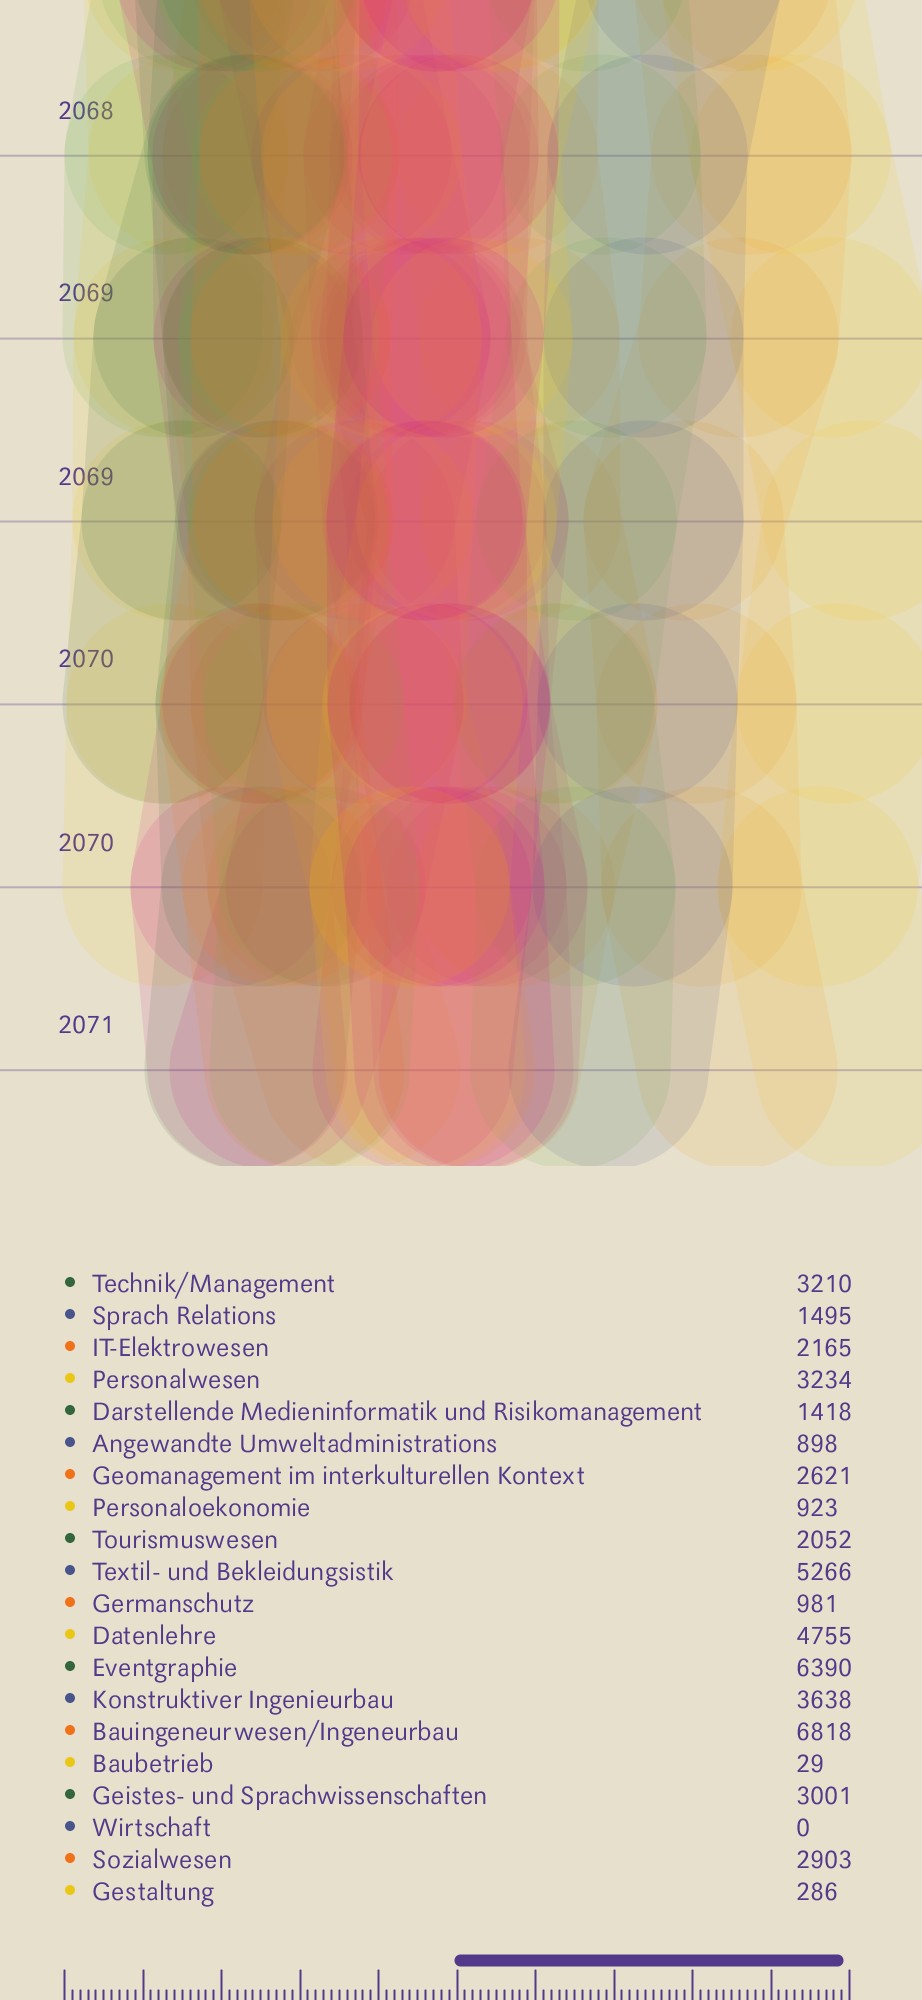 2068
2069
2069
2070
2070
2071
Technik/Management 3210
Sprach Relations 1495
IT-Elektrowesen 2165
Personalwesen 3234
Darstellende Medieninformatik und Risikomanagement 1418
Angewandte Umweltadministrations 898
Geomanagement im interkulturellen Kontext 2621
Personaloekonomie 923
Tourismuswesen 2052
Textil- und Bekleidungsistik 5266
Germanschutz 981
Datenlehre 4755
Eventgraphie 6390
Konstruktiver Ingenieurbau 3638
Bauingeneurwesen/Ingeneurbau 6818
Baubetrieb 29
Geistes- und Sprachwissenschaften 3001
Wirtschaft 0
Sozialwesen 2903
Gestaltung 286